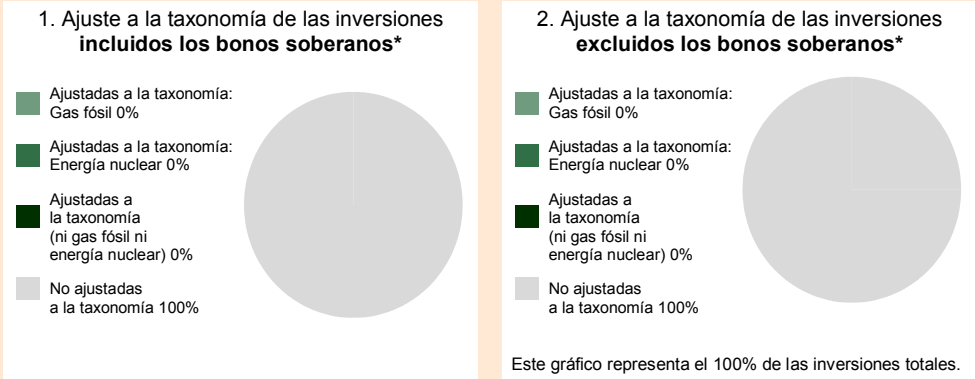 1. Ajuste a la taxonomía de las inversiones
incluidos los bonos soberanos*
Ajustadas a la taxonomía:
Gas fósil 0%
Ajustadas a la taxonomía:
Energía nuclear 0%
Ajustadas a
la taxonomía
(ni gas fósil ni
energía nuclear) 0%
No ajustadas
a la taxonomía 100%
2. Ajuste a la taxonomía de las inversiones
excluidos los bonos soberanos*
Ajustadas a la taxonomía:
Gas fósil 0%
Ajustadas a la taxonomía:
Energía nuclear 0%
Ajustadas a
la taxonomía
(ni gas fósil ni
energía nuclear) 0%
No ajustadas
a la taxonomía 100%
Este gráfico representa el 100% de las inversiones totales.